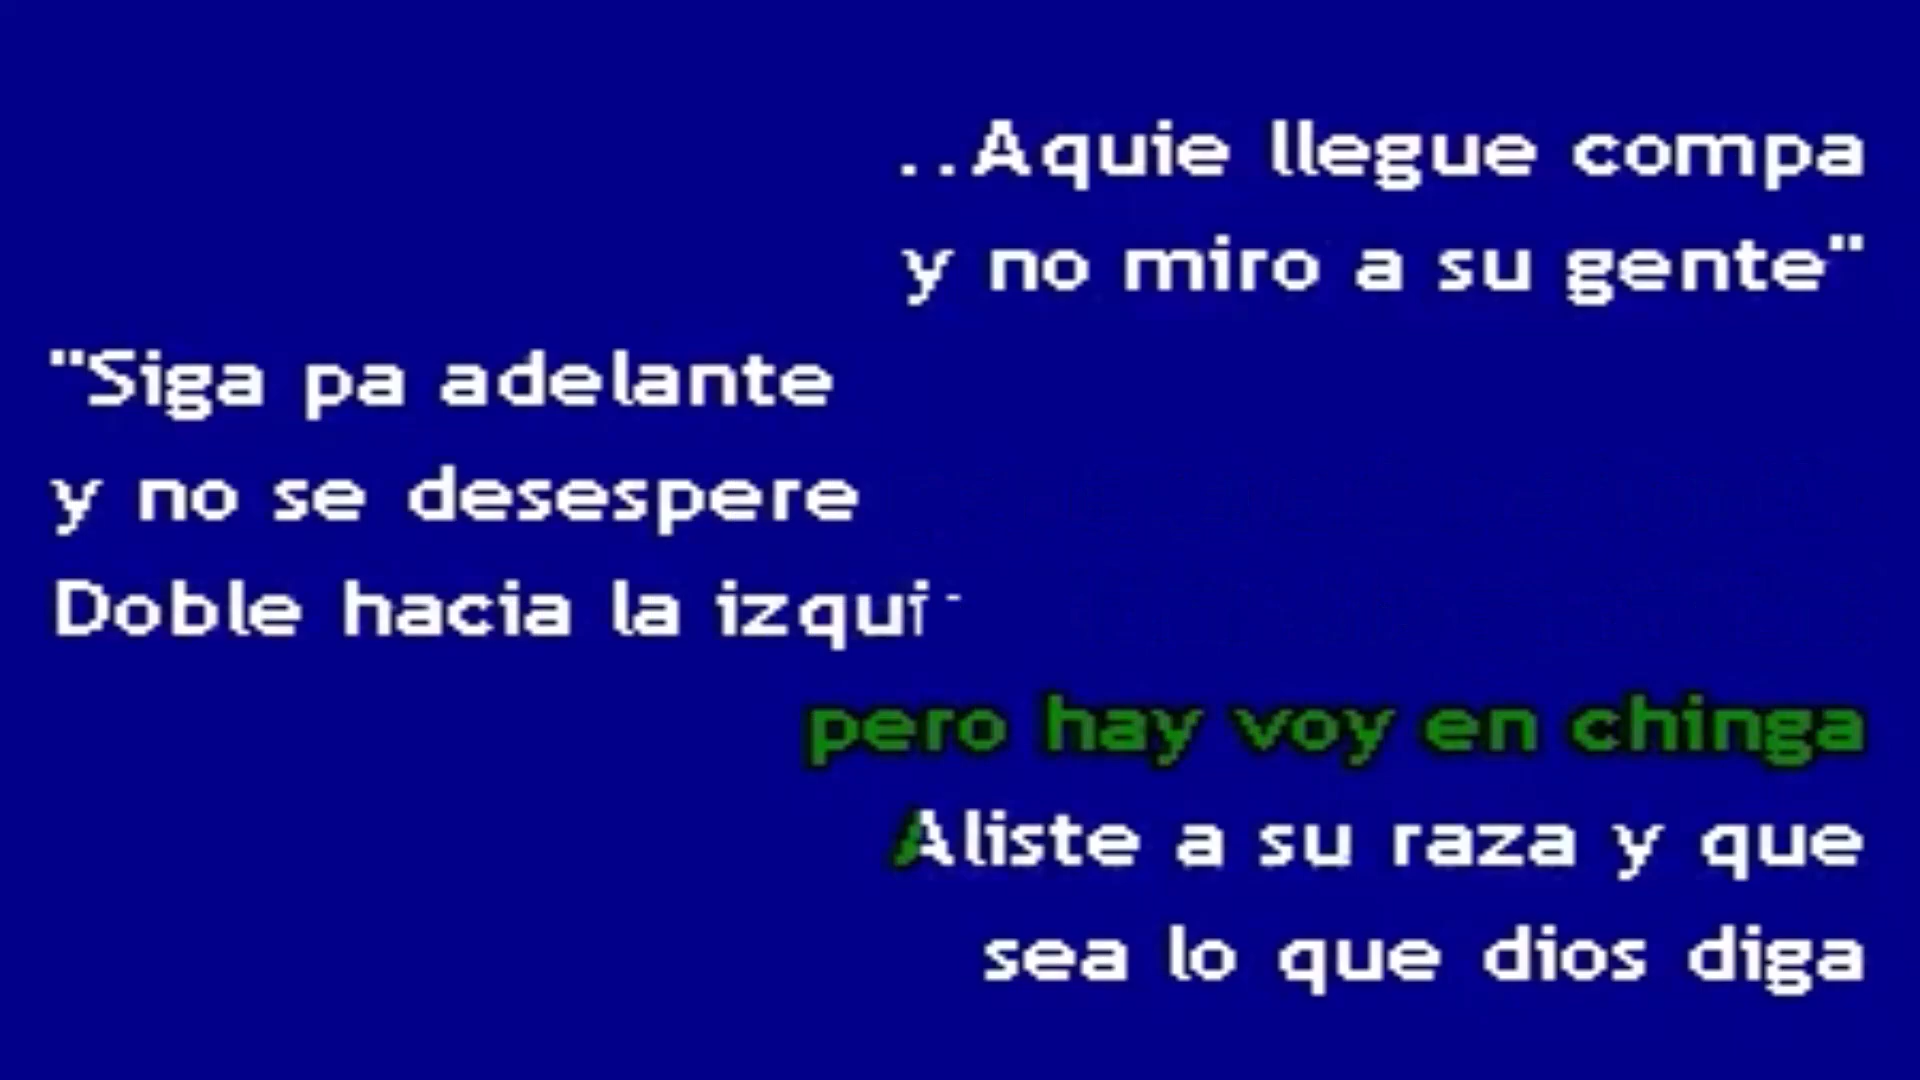 ..Aquie llegue compa
y no miro a su gente"
"Siga pa adelante
y no se desespere
Doble hacia la izqui
pero hay voy en chinga
Aliste a su raza y que
sea lo que dios diga